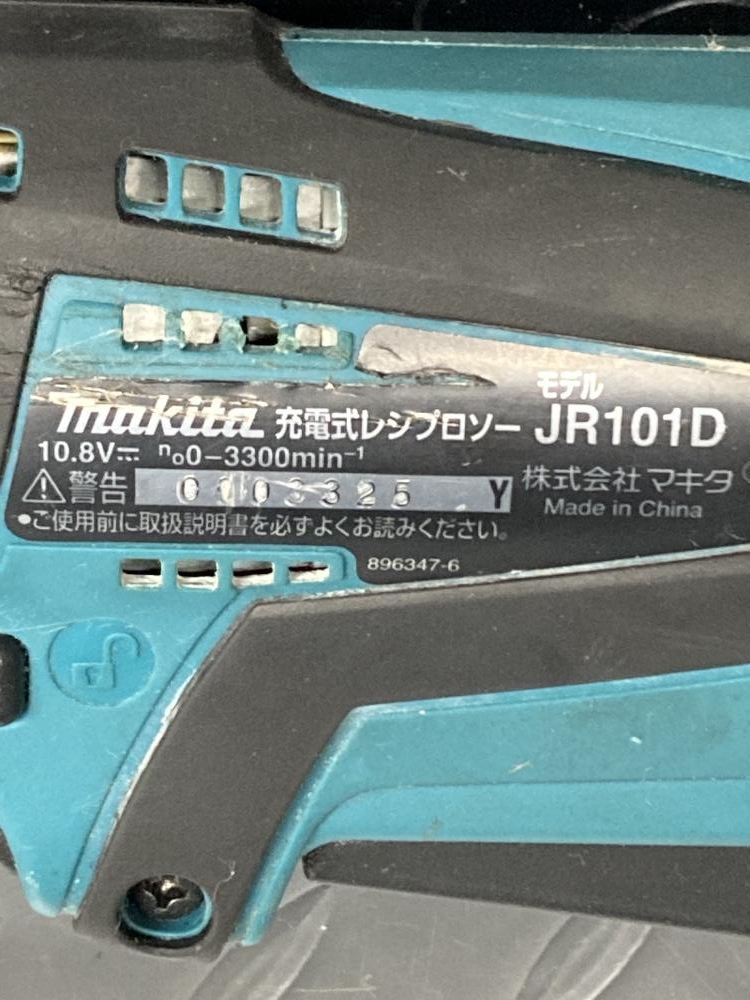 モデル
makita 充電式レシプロソー JR101D
10.8V⎓ n₀0-3300min⁻¹
警告 0103325 Y 株式会社 マキタ
Made in China
●ご使用前に取扱説明書を必ずよくお読みください。
896347-6